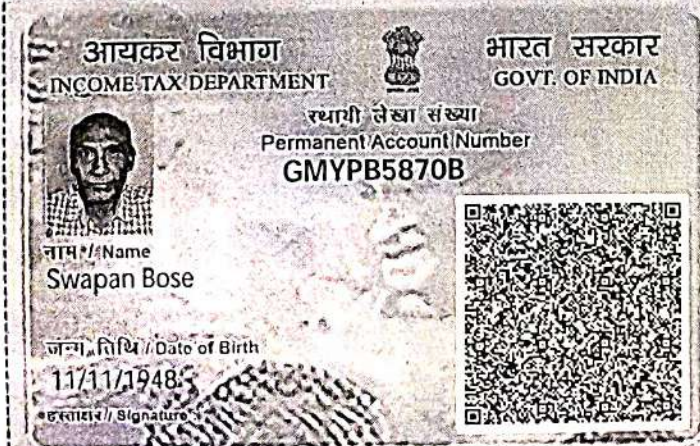 आयकर विभाग
INCOME TAX DEPARTMENT
भारत सरकार
GOVT. OF INDIA
स्थायी लेखा संख्या
Permanent Account Number
GMYPB5870B
नाम / Name
Swapan Bose
जन्म तिथि / Date of Birth
11/11/1948
हस्ताक्षर / Signature